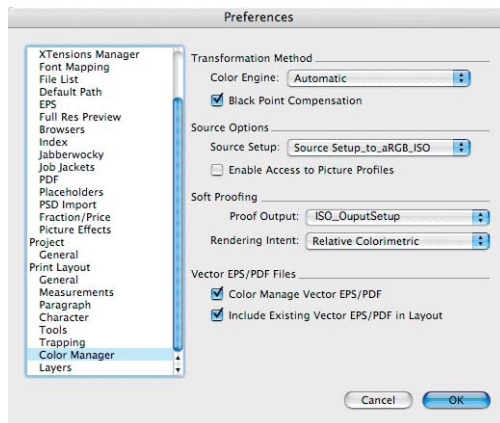 Preferences
XTensions Manager
Font Mapping
File List
Default Path
EPS
Full Res Preview
Browsers
Index
Jabberwocky
Job Jackets
PDF
Placeholders
PSD Import
Fraction/Price
Picture Effects
Project
General
Print Layout
General
Measurements
Paragraph
Character
Tools
Trapping
Color Manager
Layers
Transformation Method
Color Engine: Automatic
Black Point Compensation
Source Options
Source Setup: Source Setup_to_aRGB_ISO
Enable Access to Picture Profiles
Soft Proofing
Proof Output: ISO_OuputSetup
Rendering Intent: Relative Colorimetric
Vector EPS/PDF Files
Color Manage Vector EPS/PDF
Include Existing Vector EPS/PDF in Layout
Cancel
OK